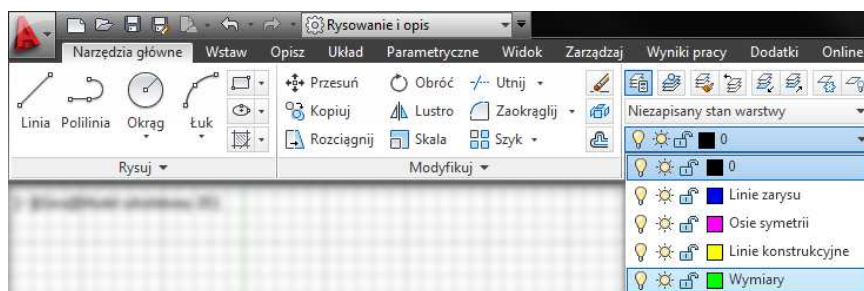 Rysowanie i opis
Narzędzia główne Wstaw Opisz Układ Parametryczne Widok Zarządzaj Wyniki pracy Dodatki Online
Przesuń Obróć Utnij
Kopiuj Lustro Zaokrąglij
Niezapisany stan warstwy
Linia Polilinia Okrąg Łuk
Rozciągnij Skala Szyk
0
Rysuj Modyfikuj
0
Linie zarysu
Osie symetrii
Linie konstrukcyjne
Wymiary